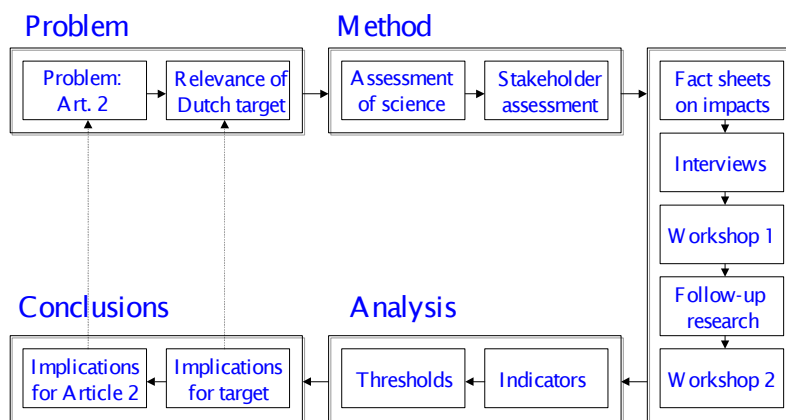 Problem
Problem:
Art. 2
Relevance of
Dutch target
Method
Assessment
of science
Stakeholder
assessment
Fact sheets
on impacts
Interviews
Workshop 1
Follow-up
research
Workshop 2
Analysis
Indicators
Thresholds
Conclusions
Implications
for target
Implications
for Article 2